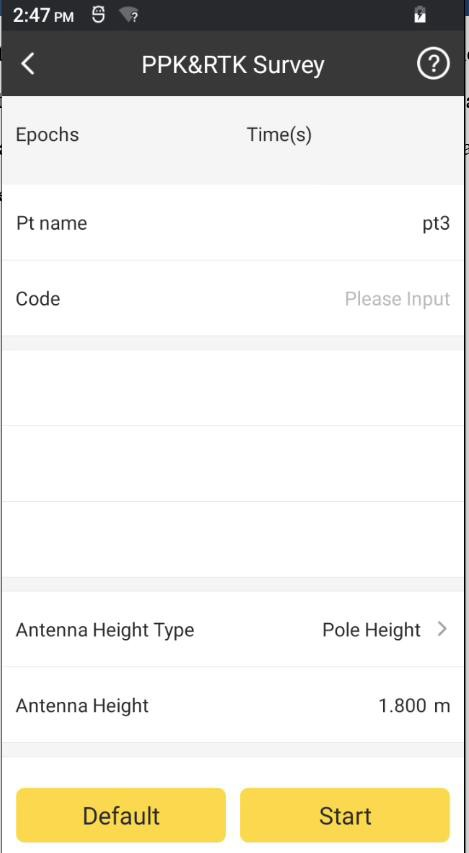 2:47 PM
PPK&RTK Survey
Epochs Time(s)
Pt name pt3
Code Please Input
Antenna Height Type Pole Height
Antenna Height 1.800 m
Default Start